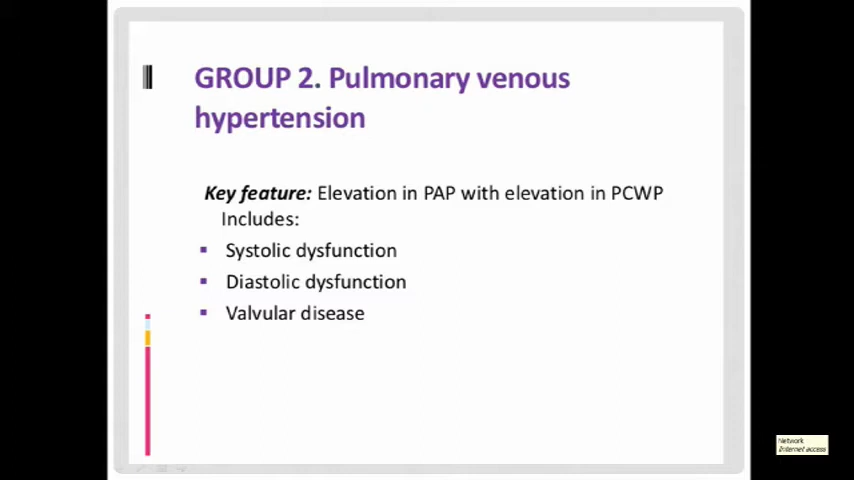 GROUP 2. Pulmonary venous
hypertension
Key feature: Elevation in PAP with elevation in PCWP
Includes:
▪ Systolic dysfunction
▪ Diastolic dysfunction
▪ Valvular disease
Network
Internet access